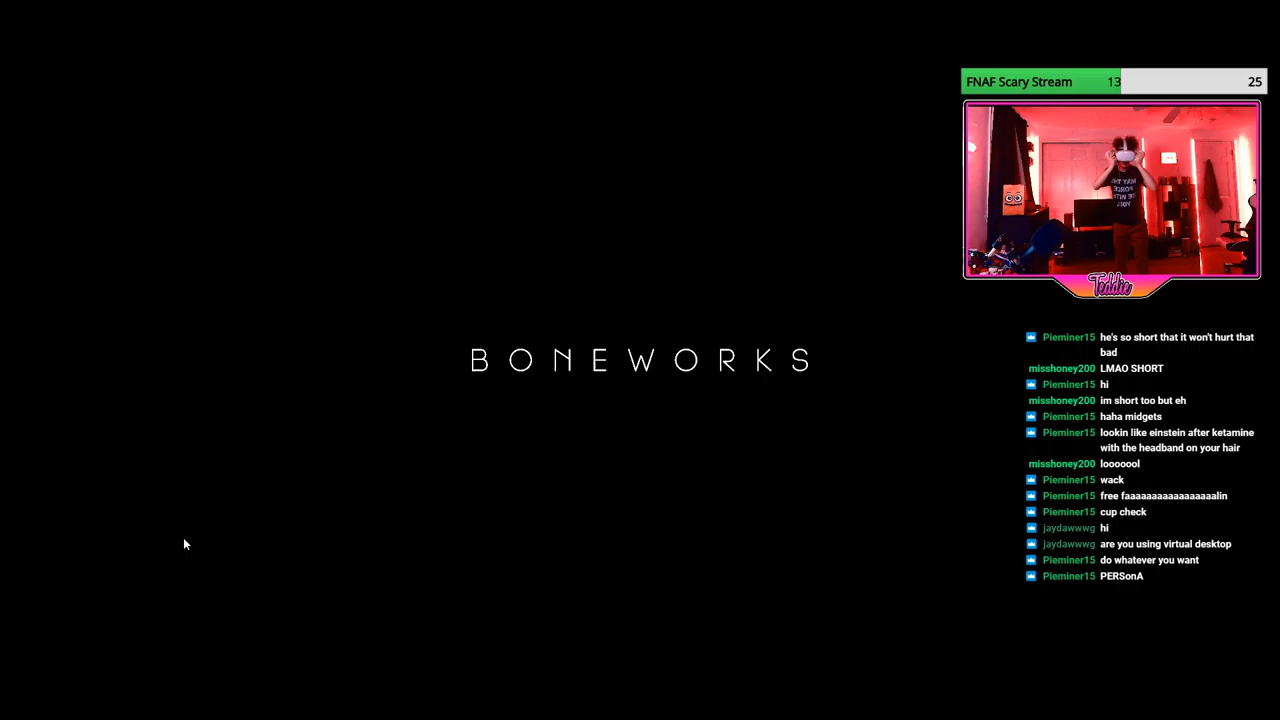 FNAF Scary Stream 13 25
Teddie
BONEWORKS
Pieminer15 he's so short that it won't hurt that
bad
misshoney200 LMAO SHORT
Pieminer15 hi
misshoney200 im short too but eh
Pieminer15 haha midgets
Pieminer15 lookin like einstein after ketamine
with the headband on your hair
misshoney200 looooool
Pieminer15 wack
Pieminer15 free faaaaaaaaaaaaaaaaalin
Pieminer15 cup check
jaydawwwg hi
jaydawwwg are you using virtual desktop
Pieminer15 do whatever you want
Pieminer15 PERSonA